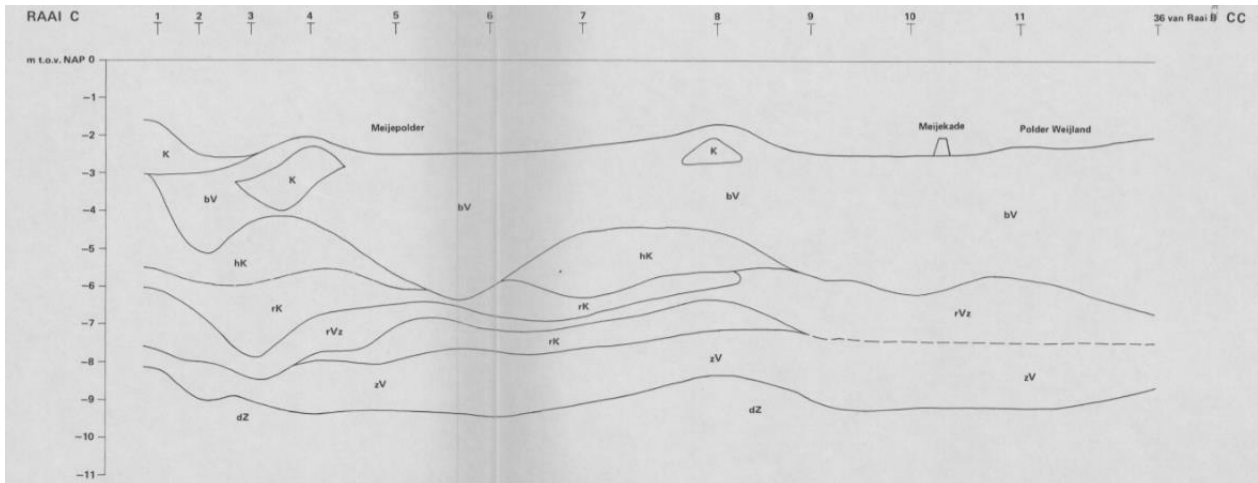 RAAI C 1 2 3 4 5 6 7 8 9 10 11 36 van Raai B CC
m t.o.v. NAP 0
-1
-2 Meijepolder Meijekade Polder Weijland
K K
-3
K
bV bV bV bV
-4
-5
hK hK
-6
rK rK
rVz rVz
-7
rK
-8
zV zV zV
-9
dZ dZ
-10
-11